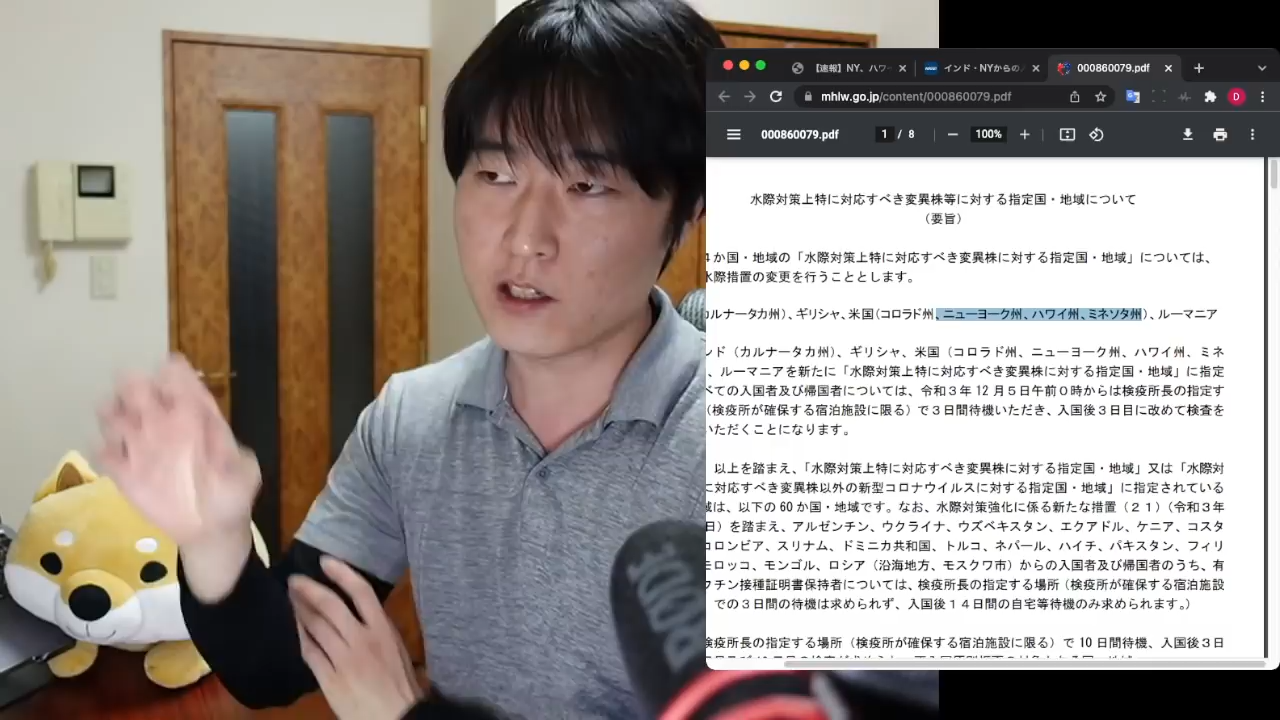 【速報】NY、ハワ
インド・NYからの
000860079.pdf
mhlw.go.jp/content/000860079.pdf
D
000860079.pdf
1 / 8
100%
水際対策上特に対応すべき変異株等に対する指定国・地域について
（要旨）
か国・地域の「水際対策上特に対応すべき変異株に対する指定国・地域」については、
水際措置の変更を行うこととします。
カルナータカ州）、ギリシャ、米国（コロラド州、ニューヨーク州、ハワイ州、ミネソタ州）、ルーマニア
ンド（カルナータカ州）、ギリシャ、米国（コロラド州、ニューヨーク州、ハワイ州、ミネ
、ルーマニアを新たに「水際対策上特に対応すべき変異株に対する指定国・地域」に指定
べての入国者及び帰国者については、令和３年 12 月５日午前０時からは検疫所長の指定す
（検疫所が確保する宿泊施設に限る）で３日間待機いただき、入国後３日目に改めて検査を
いただくことになります。
以上を踏まえ、「水際対策上特に対応すべき変異株に対する指定国・地域」又は「水際対
に対応すべき変異株以外の新型コロナウイルスに対する指定国・地域」に指定されている
は、以下の 60 か国・地域です。なお、水際対策強化に係る新たな措置（２１）（令和３年
日）を踏まえ、アルゼンチン、ウクライナ、ウズベキスタン、エクアドル、ケニア、コスタ
コロンビア、スリナム、ドミニカ共和国、トルコ、ネパール、ハイチ、パキスタン、フィリ
モロッコ、モンゴル、ロシア（沿海地方、モスクワ市）からの入国者及び帰国者のうち、有
クチン接種証明書保持者については、検疫所長の指定する場所（検疫所が確保する宿泊施設
での３日間の待機は求められず、入国後１４日間の自宅等待機のみ求められます。）
検疫所長の指定する場所（検疫所が確保する宿泊施設に限る）で 10 日間待機、入国後３日
RODE